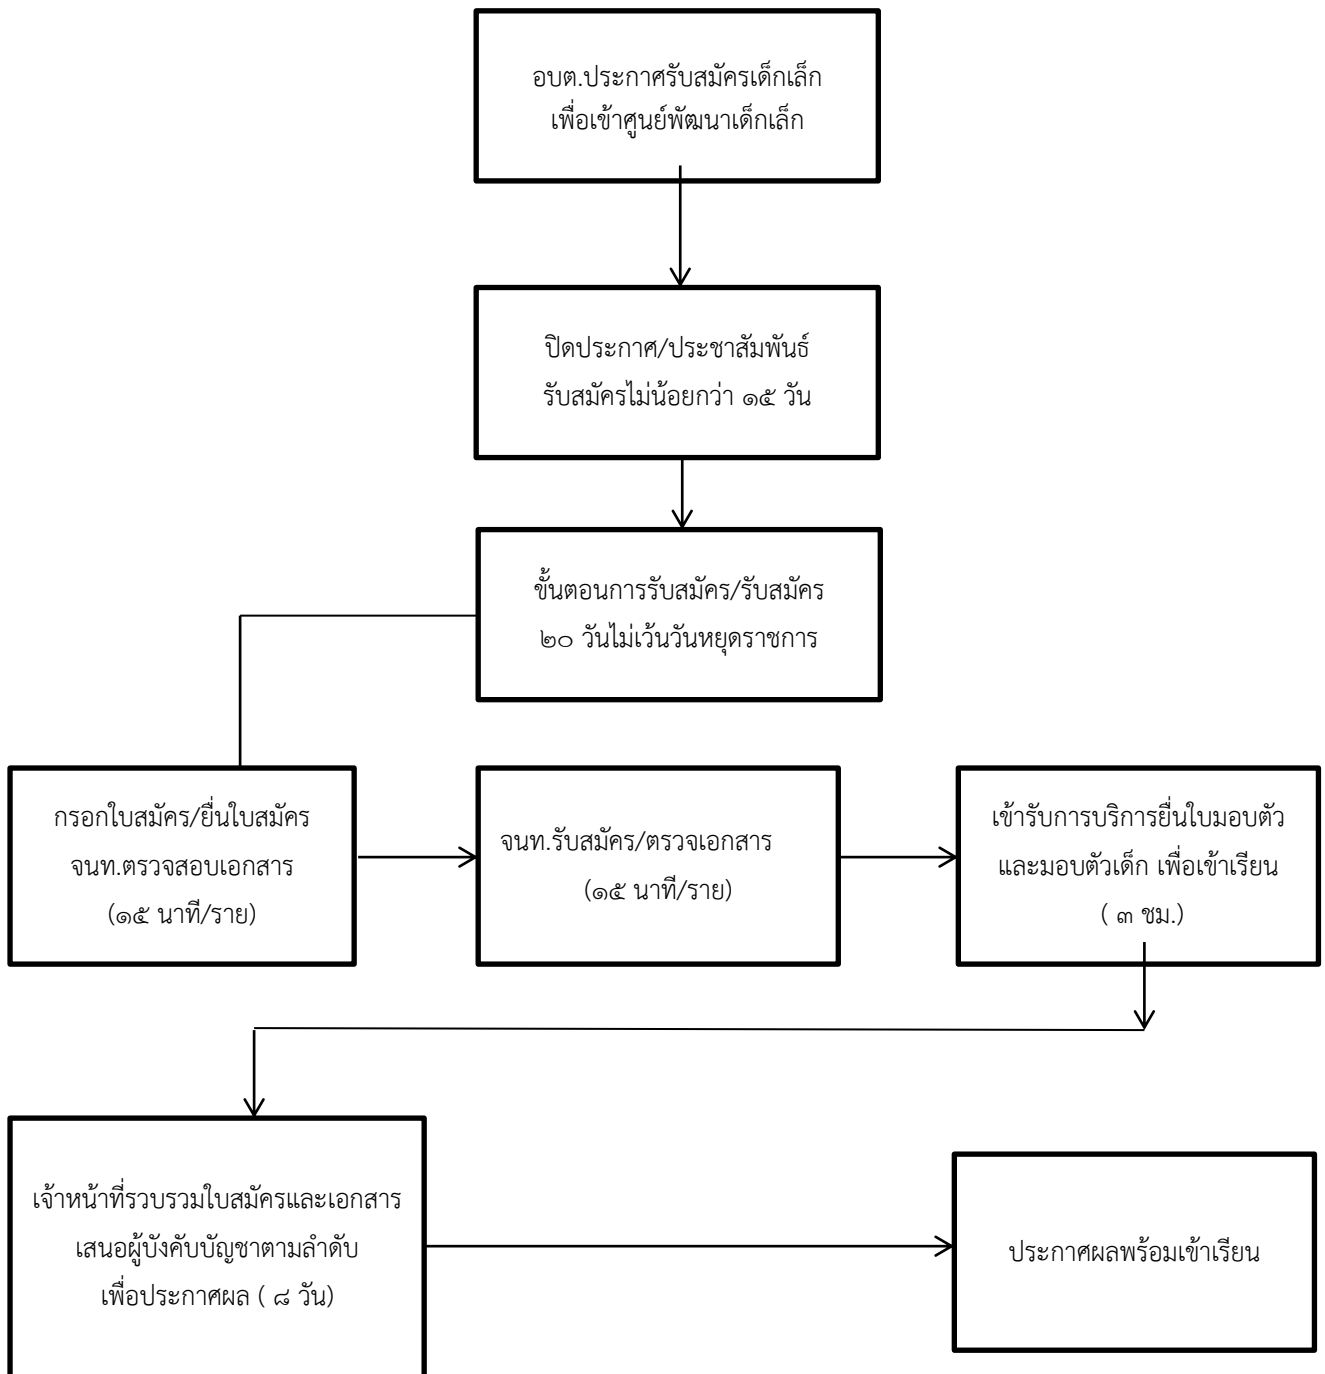 อบต.ประกาศรับสมัครเด็กเล็ก
เพื่อเข้าศูนย์พัฒนาเด็กเล็ก
ปิดประกาศ/ประชาสัมพันธ์
รับสมัครไม่น้อยกว่า ๑๕ วัน
ขั้นตอนการรับสมัคร/รับสมัคร
๒๐ วันไม่เว้นวันหยุดราชการ
กรอกใบสมัคร/ยื่นใบสมัคร
จนท.ตรวจสอบเอกสาร
(๑๕ นาที/ราย)
จนท.รับสมัคร/ตรวจเอกสาร
(๑๕ นาที/ราย)
เข้ารับการบริการยื่นใบมอบตัว
และมอบตัวเด็ก เพื่อเข้าเรียน
( ๓ ชม.)
เจ้าหน้าที่รวบรวมใบสมัครและเอกสาร
เสนอผู้บังคับบัญชาตามลำดับ
เพื่อประกาศผล ( ๘ วัน)
ประกาศผลพร้อมเข้าเรียน